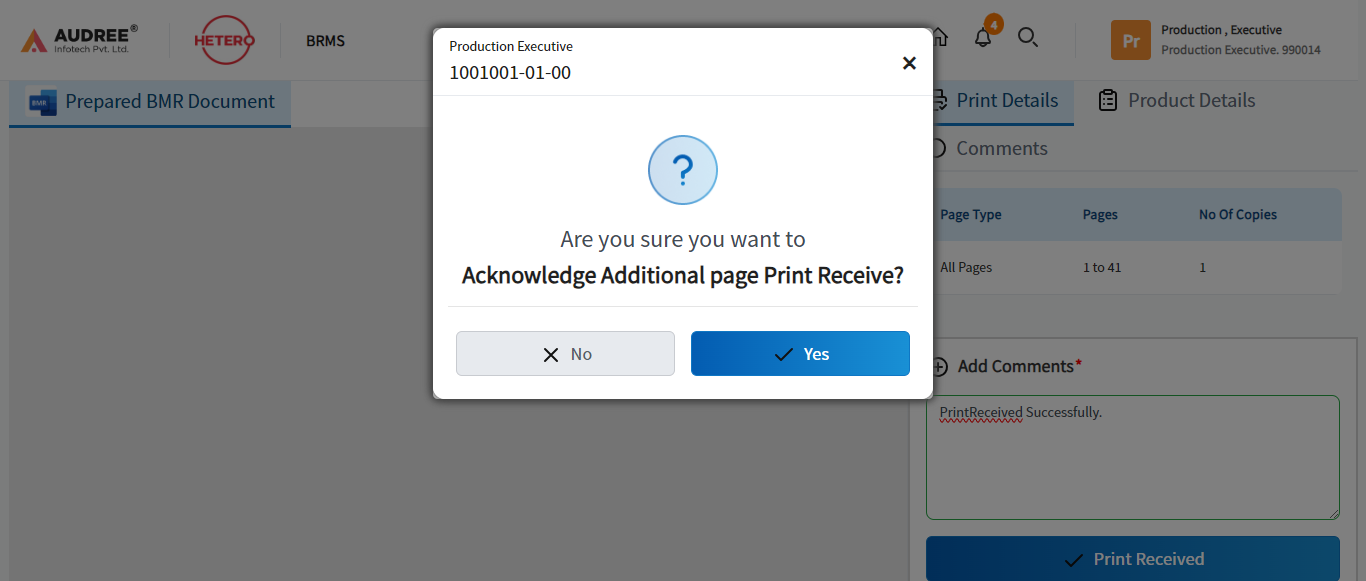 AUDREE®
Infotech Pvt. Ltd.
HETERO
BRMS
4
Pr
Production , Executive
Production Executive. 990014
Production Executive
1001001-01-00
BMR
Prepared BMR Document
Print Details
Product Details
Comments
Page Type
Pages
No Of Copies
All Pages
1 to 41
1
?
Are you sure you want to
Acknowledge Additional page Print Receive?
No
Yes
Add Comments*
PrintReceived Successfully.
Print Received